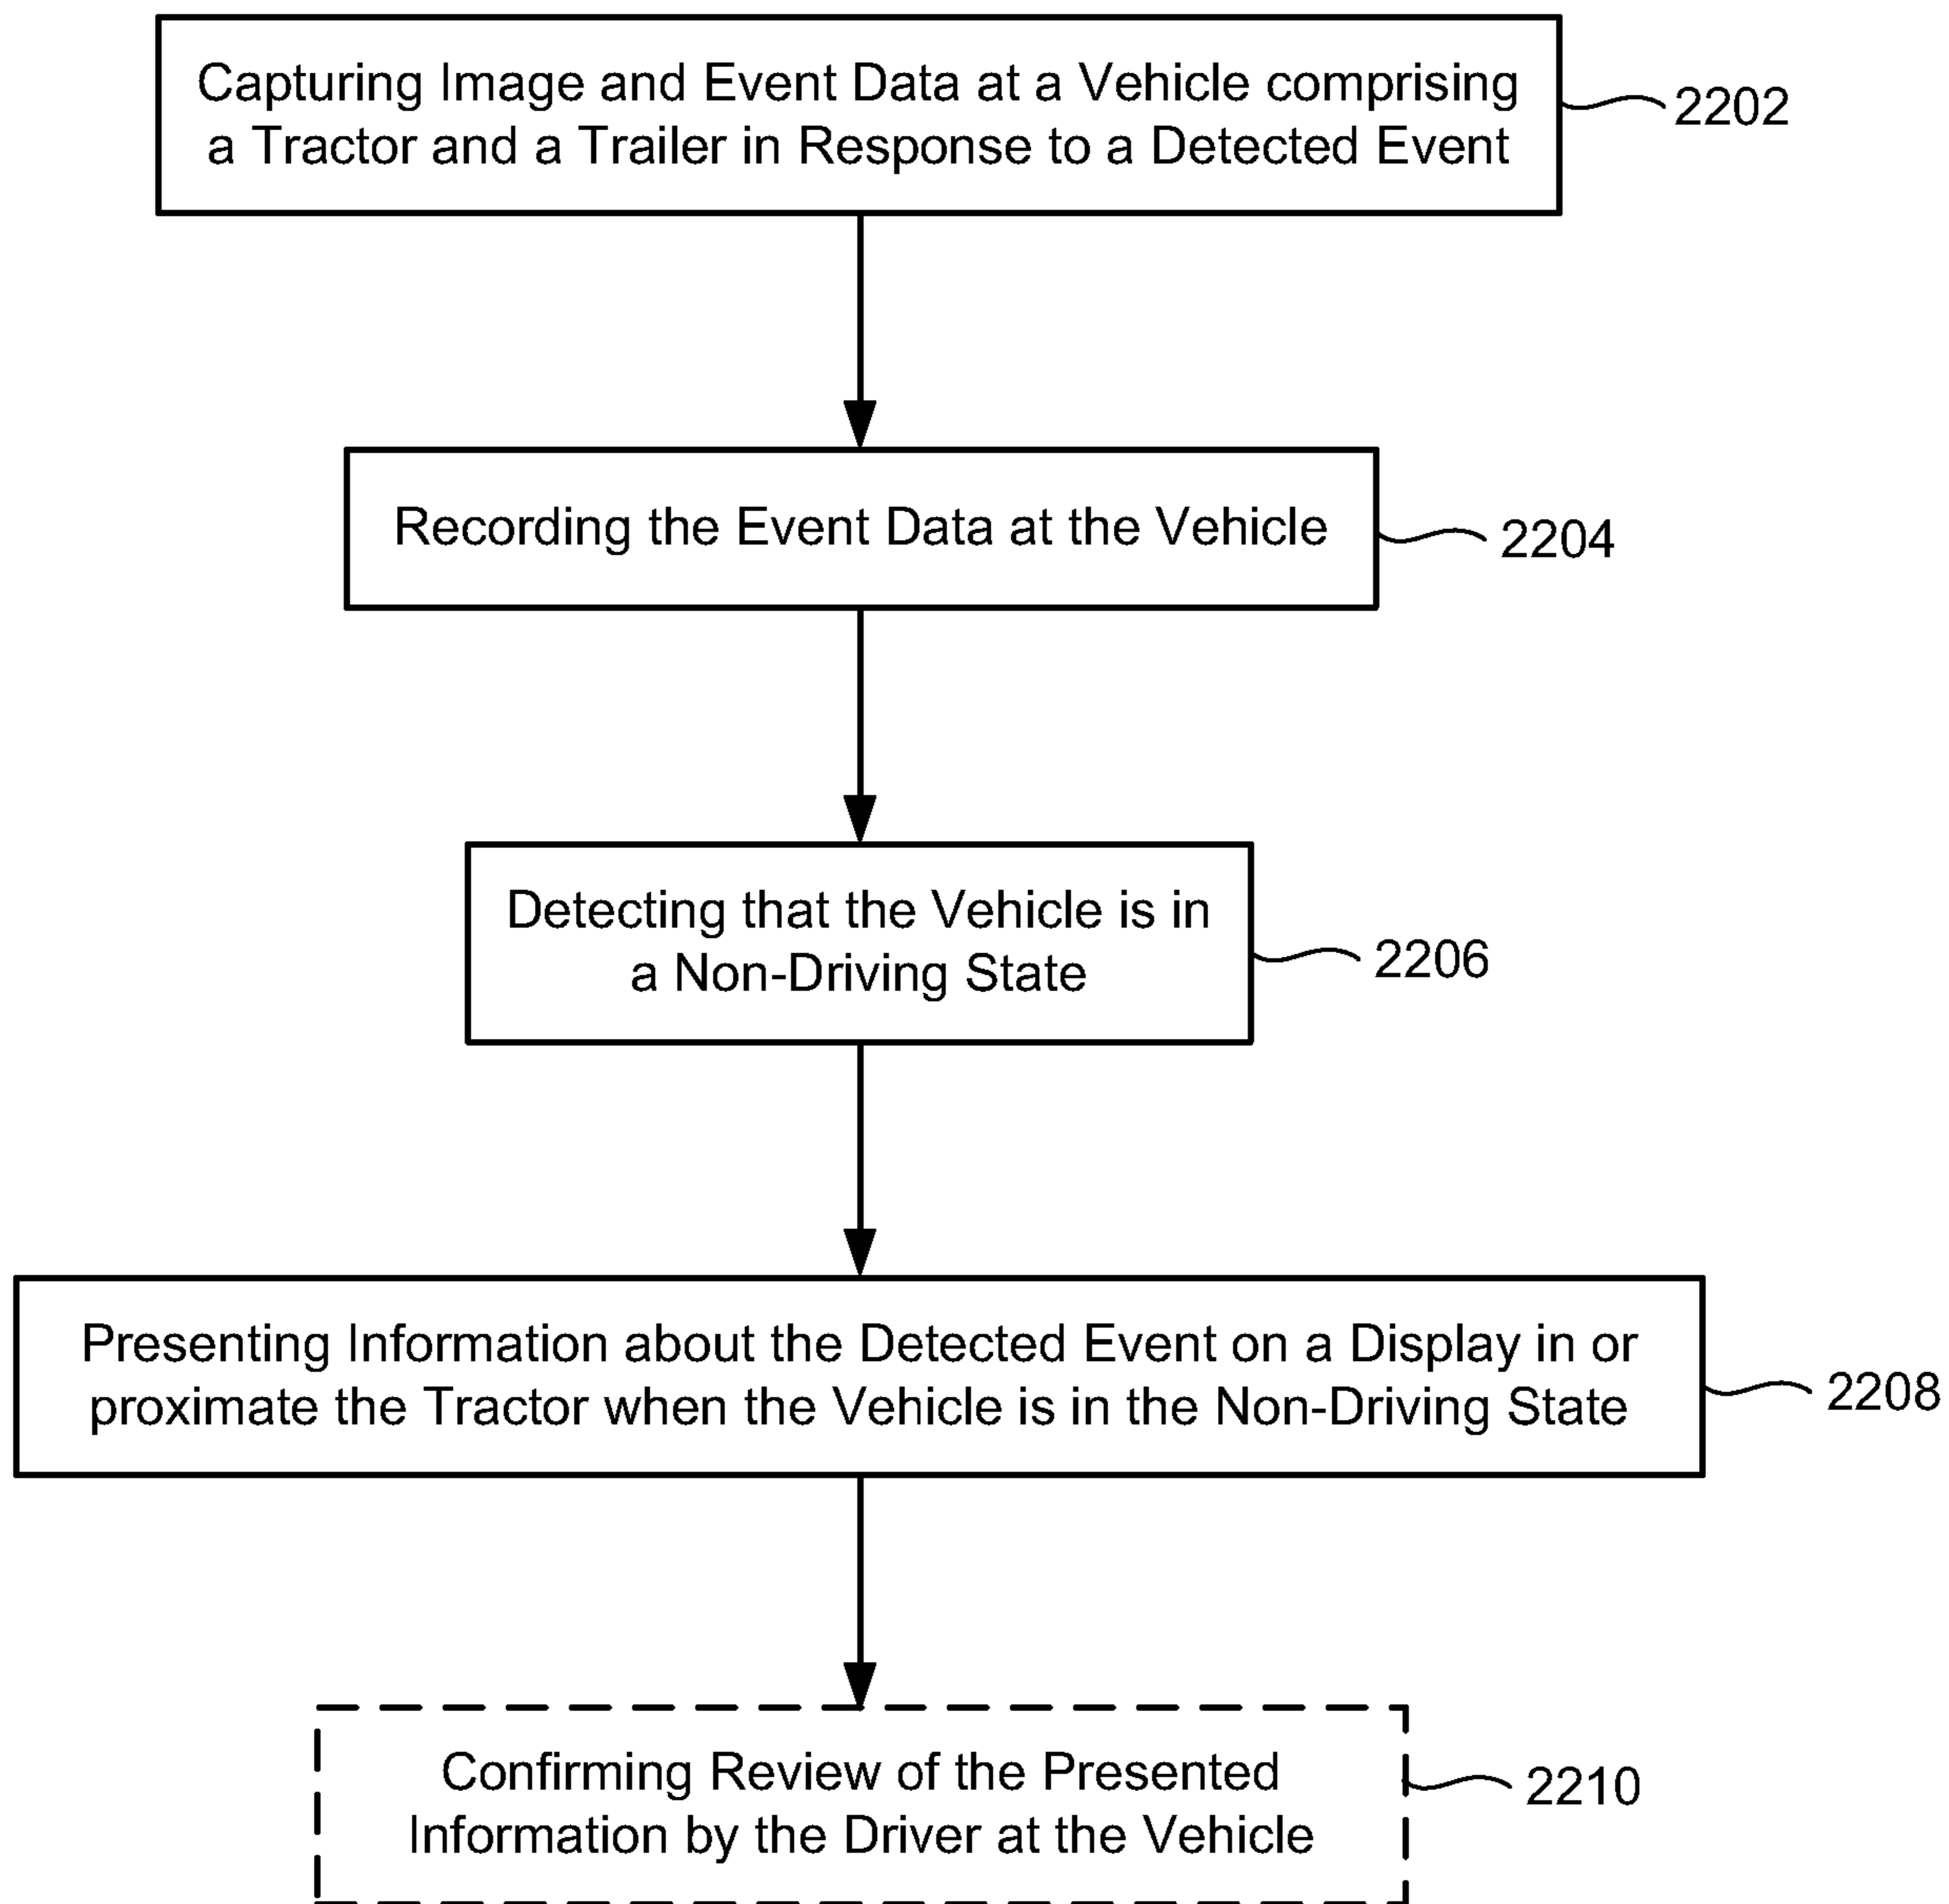 Capturing Image and Event Data at a Vehicle comprising
a Tractor and a Trailer in Response to a Detected Event
2202
Recording the Event Data at the Vehicle
2204
Detecting that the Vehicle is in
a Non-Driving State
2206
Presenting Information about the Detected Event on a Display in or
proximate the Tractor when the Vehicle is in the Non-Driving State
2208
Confirming Review of the Presented
Information by the Driver at the Vehicle
2210